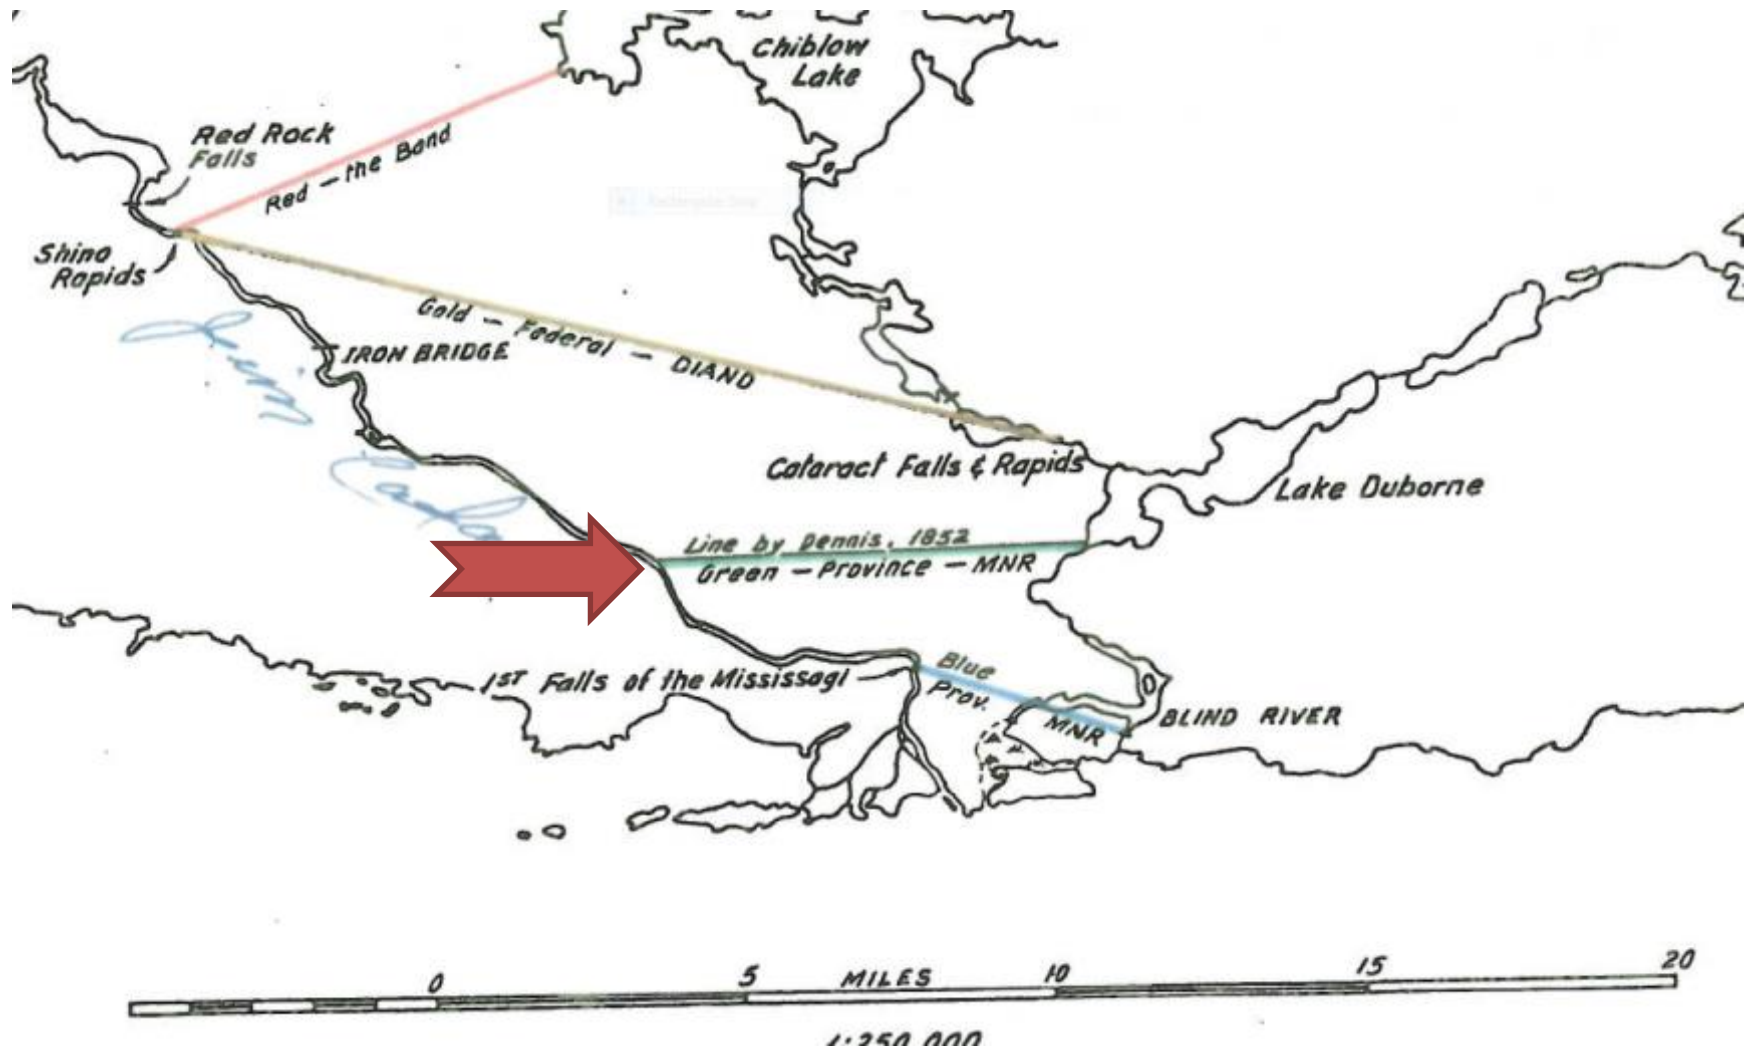 Chiblow
Lake
Red Rock
Falls
Red - the Band
Shino
Rapids
Gold - Federal - DIAND
IRON BRIDGE
Cataract Falls & Rapids
Lake Duborne
Line by Dennis, 1852
Green - Province - MNR
1ST Falls of the Mississagi
Blue
Prov.
MNR
BLIND RIVER
0 5 MILES 10 15 20
1:250,000